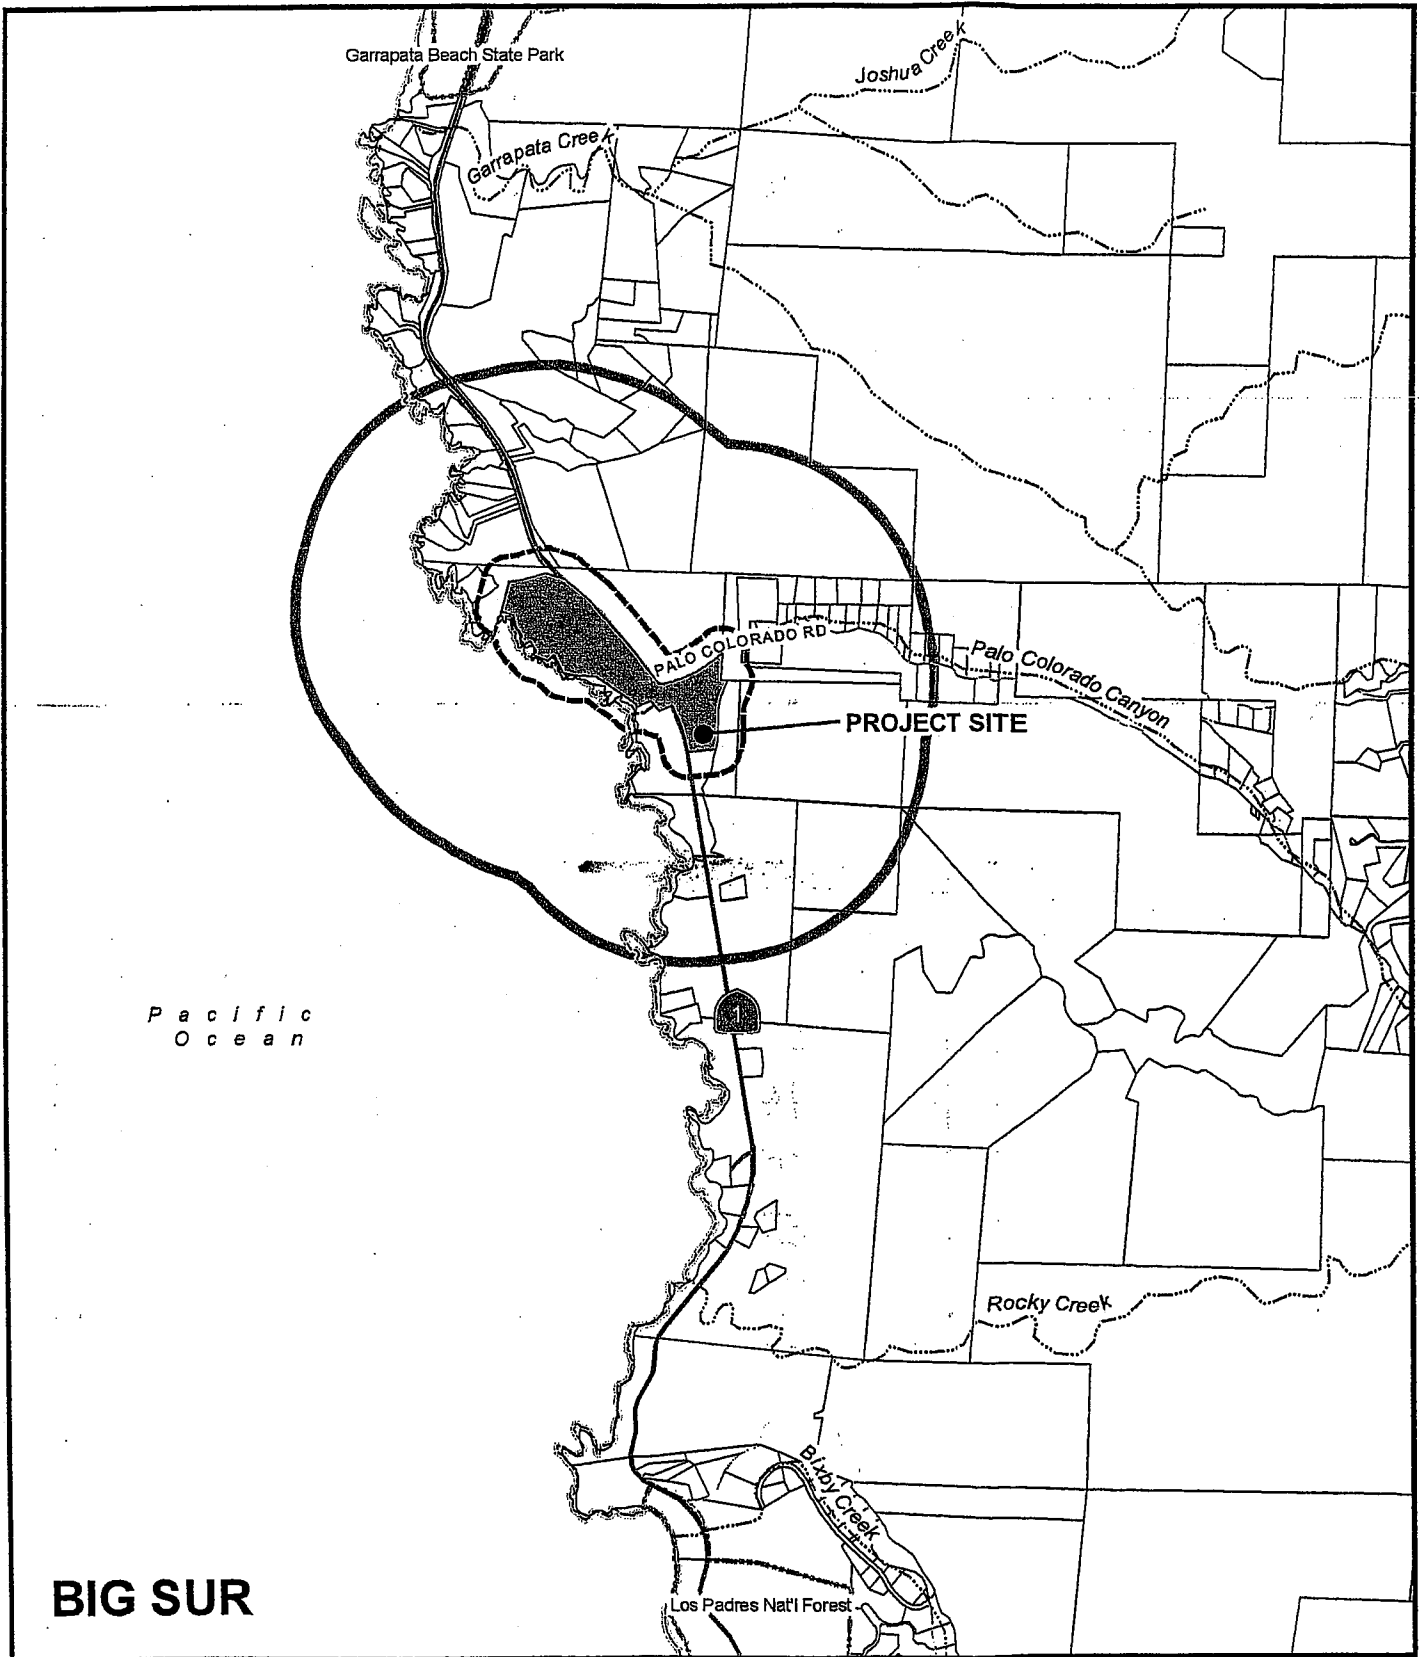 Garrapata Beach State Park
Joshua Creek
Garrapata Creek
PALO COLORADO RD
Palo Colorado Canyon
PROJECT SITE
Pacific
Ocean
1
Rocky Creek
Bixby Creek
BIG SUR
Los Padres Nat'l Forest